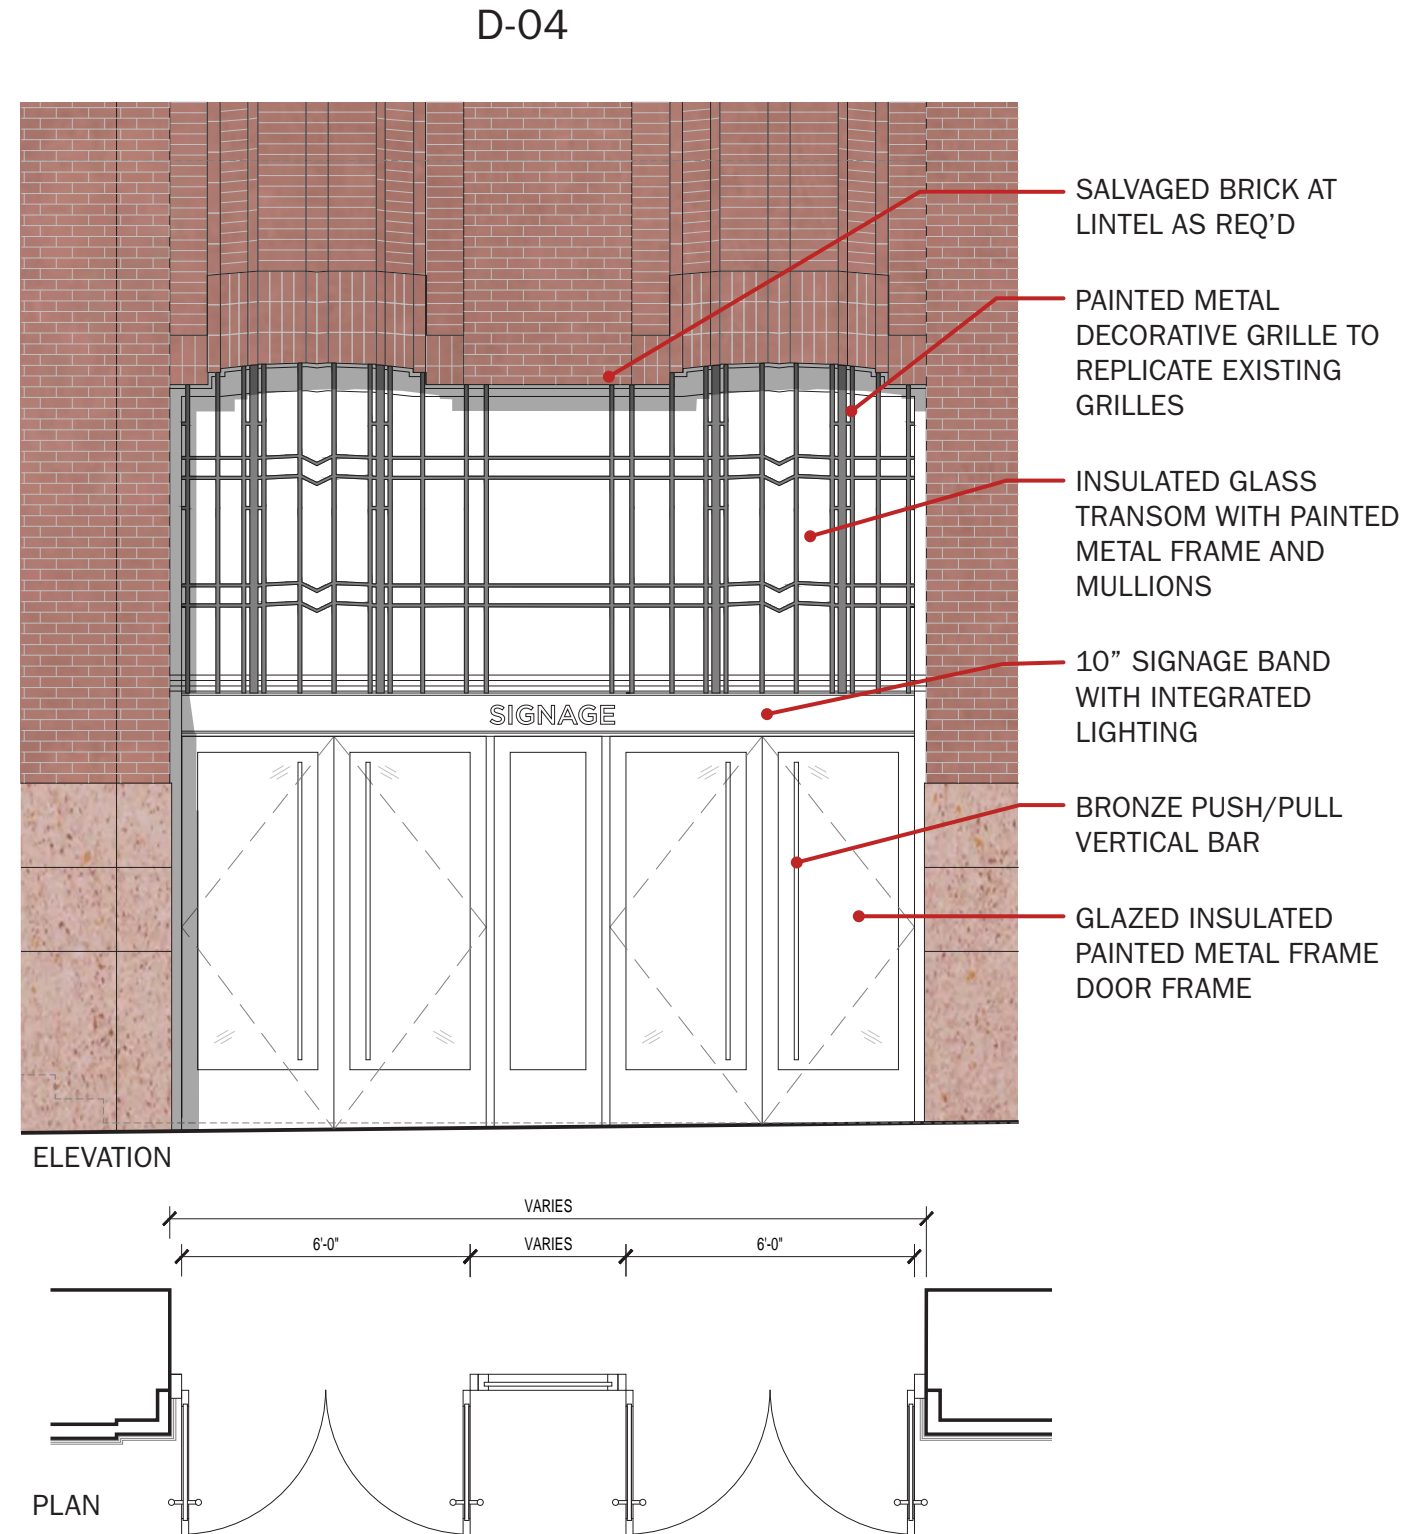 D-04
SALVAGED BRICK AT
LINTEL AS REQ’D
PAINTED METAL
DECORATIVE GRILLE TO
REPLICATE EXISTING
GRILLES
INSULATED GLASS
TRANSOM WITH PAINTED
METAL FRAME AND
MULLIONS
10” SIGNAGE BAND
WITH INTEGRATED
LIGHTING
SIGNAGE
BRONZE PUSH/PULL
VERTICAL BAR
GLAZED INSULATED
PAINTED METAL FRAME
DOOR FRAME
ELEVATION
VARIES
6'-0" VARIES 6'-0"
PLAN